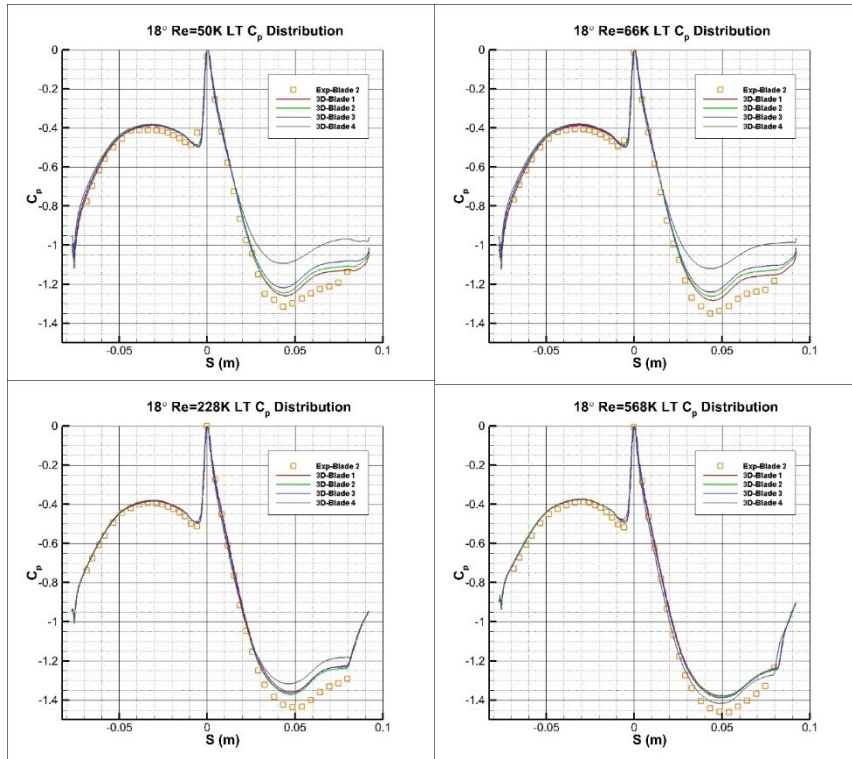 18° Re=50K LT Cp Distribution
0
-0.2
-0.4
-0.6
-0.8
-1
-1.2
-1.4
Cp
-0.05
0
0.05
0.1
S (m)
Exp-Blade 2
3D-Blade 1
3D-Blade 2
3D-Blade 3
3D-Blade 4
18° Re=66K LT Cp Distribution
0
-0.2
-0.4
-0.6
-0.8
-1
-1.2
-1.4
Cp
-0.05
0
0.05
0.1
S (m)
Exp-Blade 2
3D-Blade 1
3D-Blade 2
3D-Blade 3
3D-Blade 4
18° Re=228K LT Cp Distribution
0
-0.2
-0.4
-0.6
-0.8
-1
-1.2
-1.4
Cp
-0.05
0
0.05
0.1
S (m)
Exp-Blade 2
3D-Blade 1
3D-Blade 2
3D-Blade 3
3D-Blade 4
18° Re=568K LT Cp Distribution
0
-0.2
-0.4
-0.6
-0.8
-1
-1.2
-1.4
Cp
-0.05
0
0.05
0.1
S (m)
Exp-Blade 2
3D-Blade 1
3D-Blade 2
3D-Blade 3
3D-Blade 4